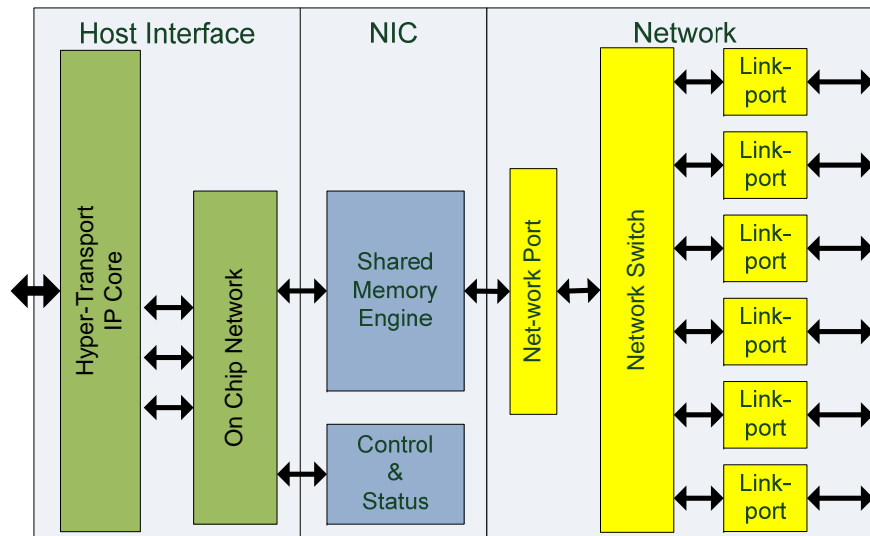 Host Interface
NIC
Network
Hyper-Transport
IP Core
On Chip Network
Shared
Memory
Engine
Control
&
Status
Net-work Port
Network Switch
Link-
port
Link-
port
Link-
port
Link-
port
Link-
port
Link-
port